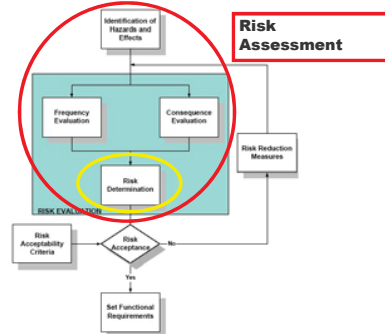 Identification of
Hazards and
Effects
Risk
Assessment
Frequency
Evaluation
Consequence
Evaluation
Risk Reduction
Measures
Risk
Determination
RISK EVALUATION
Risk
Acceptability
Criteria
Risk
Acceptance
No
Yes
Set Functional
Requirements